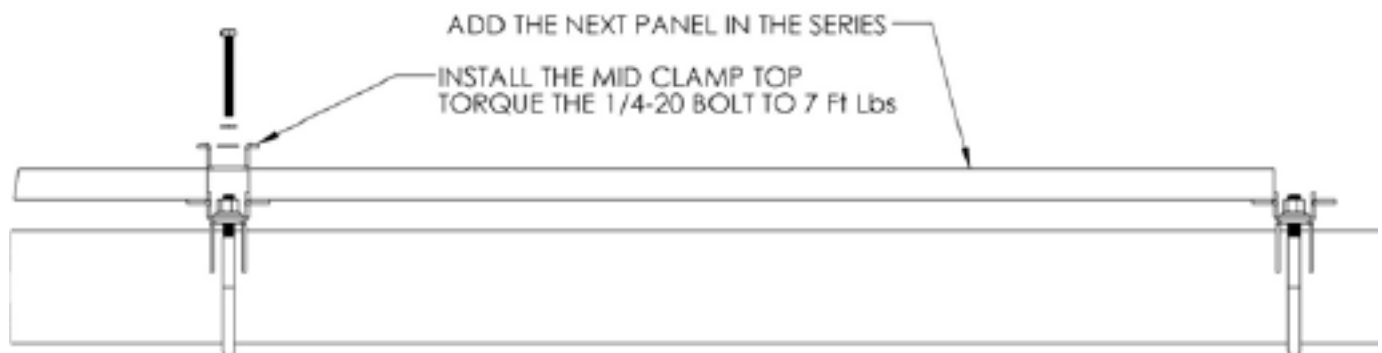 ADD THE NEXT PANEL IN THE SERIES
INSTALL THE MID CLAMP TOP
TORQUE THE 1/4-20 BOLT TO 7 Ft Lbs